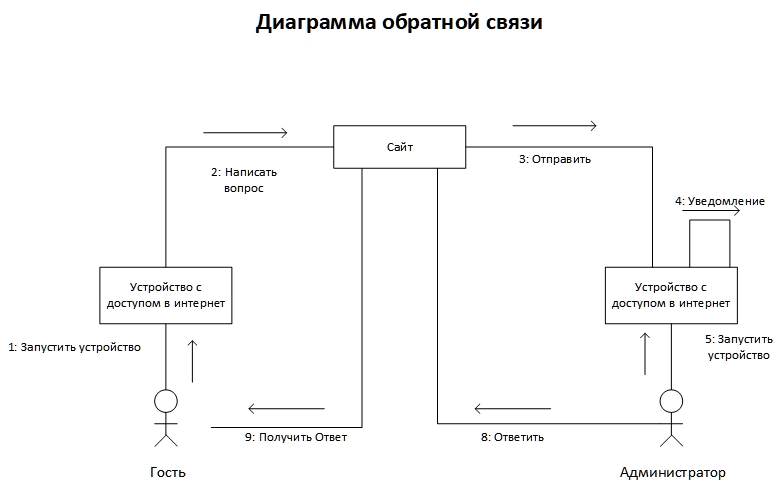 Диаграмма обратной связи
Сайт
2: Написать
вопрос
3: Отправить
4: Уведомление
Устройство с
доступом в интернет
Устройство с
доступом в интернет
1: Запустить устройство
5: Запустить
устройство
9: Получить Ответ
8: Ответить
Гость
Администратор